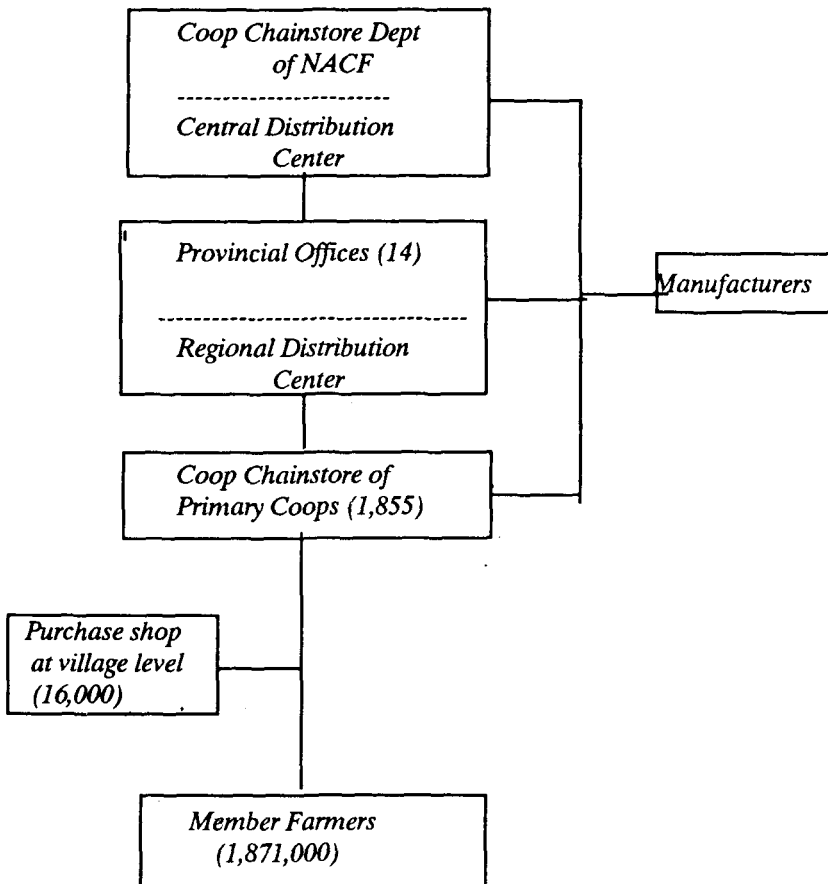 Coop Chainstore Dept
of NACF
Central Distribution
Center
Provincial Offices (14)
Regional Distribution
Center
Manufacturers
Coop Chainstore of
Primary Coops (1,855)
Purchase shop
at village level
(16,000)
Member Farmers
(1,871,000)